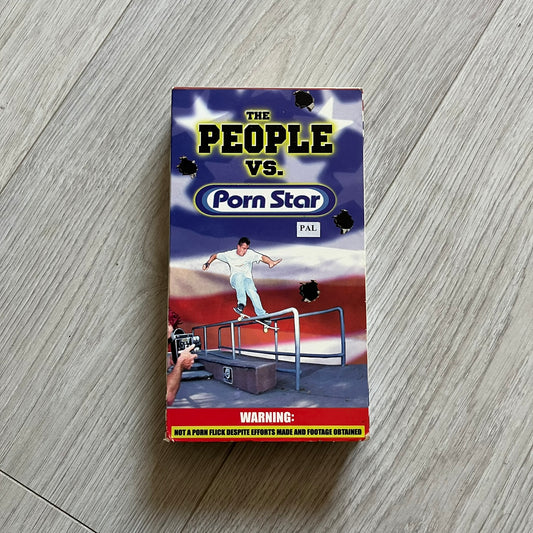 THE
PEOPLE
VS.
Porn Star
PAL
WARNING:
NOT A PORN FLICK DESPITE EFFORTS MADE AND FOOTAGE OBTAINED